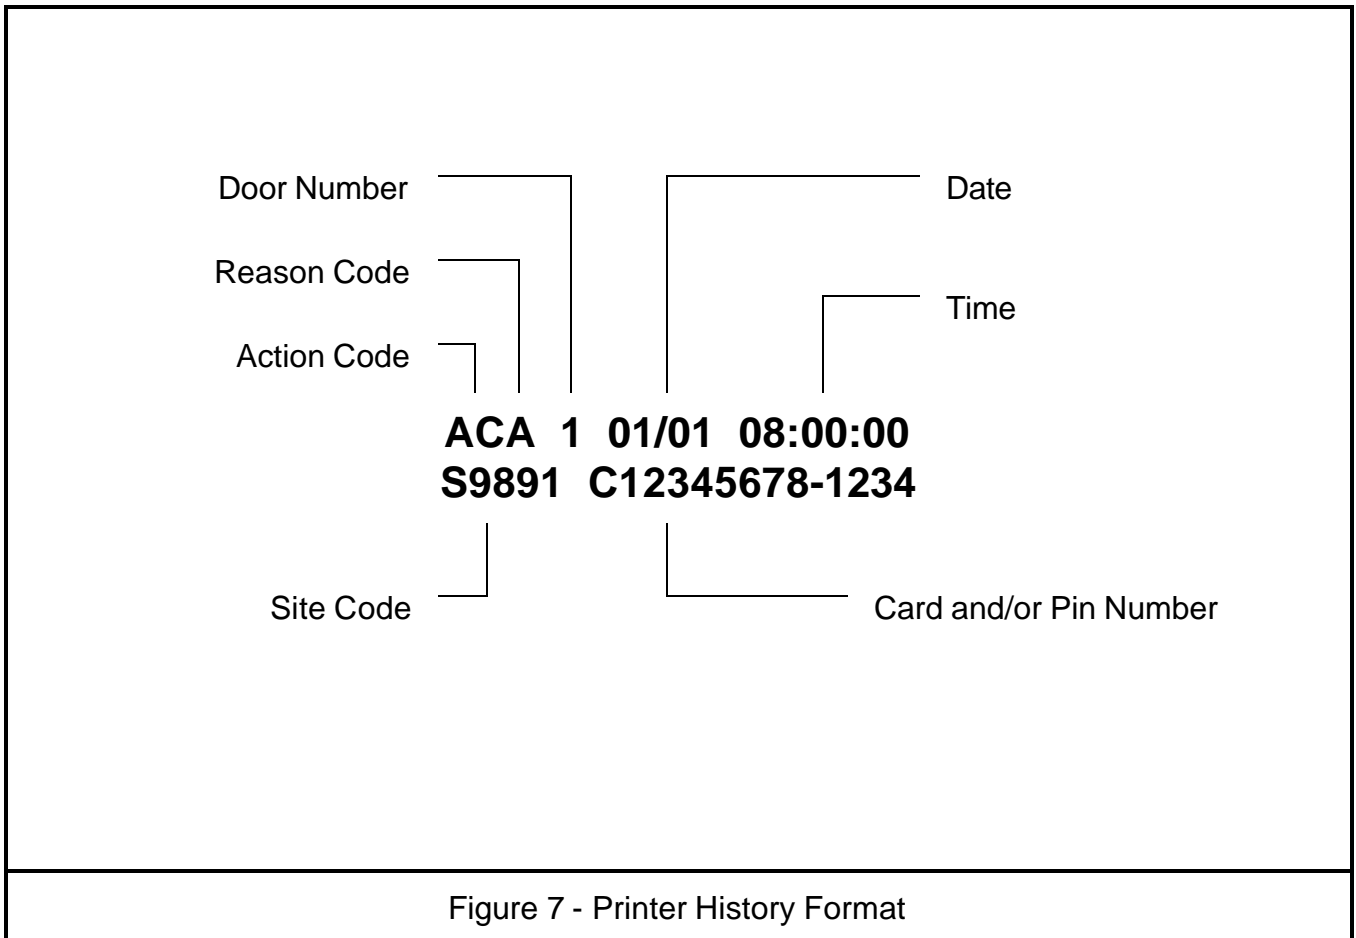 Door Number
Date
Reason Code
Time
Action Code
ACA 1 01/01 08:00:00
S9891 C12345678-1234
Site Code
Card and/or Pin Number
Figure 7 - Printer History Format